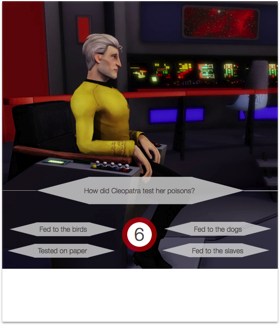 How did Cleopatra test her poisons?
Fed to the birds
6
Fed to the dogs
Tested on paper
Fed to the slaves